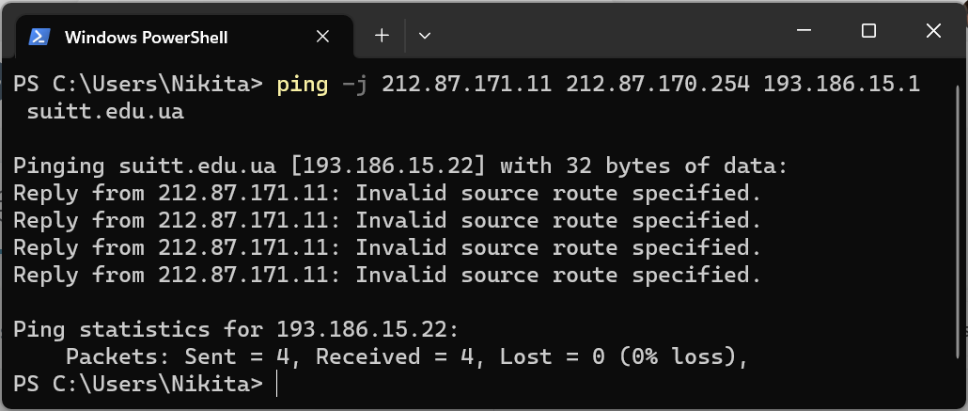 Windows PowerShell
PS C:\Users\Nikita> ping -j 212.87.171.11 212.87.170.254 193.186.15.1
suitt.edu.ua
Pinging suitt.edu.ua [193.186.15.22] with 32 bytes of data:
Reply from 212.87.171.11: Invalid source route specified.
Reply from 212.87.171.11: Invalid source route specified.
Reply from 212.87.171.11: Invalid source route specified.
Reply from 212.87.171.11: Invalid source route specified.
Ping statistics for 193.186.15.22:
Packets: Sent = 4, Received = 4, Lost = 0 (0% loss),
PS C:\Users\Nikita>